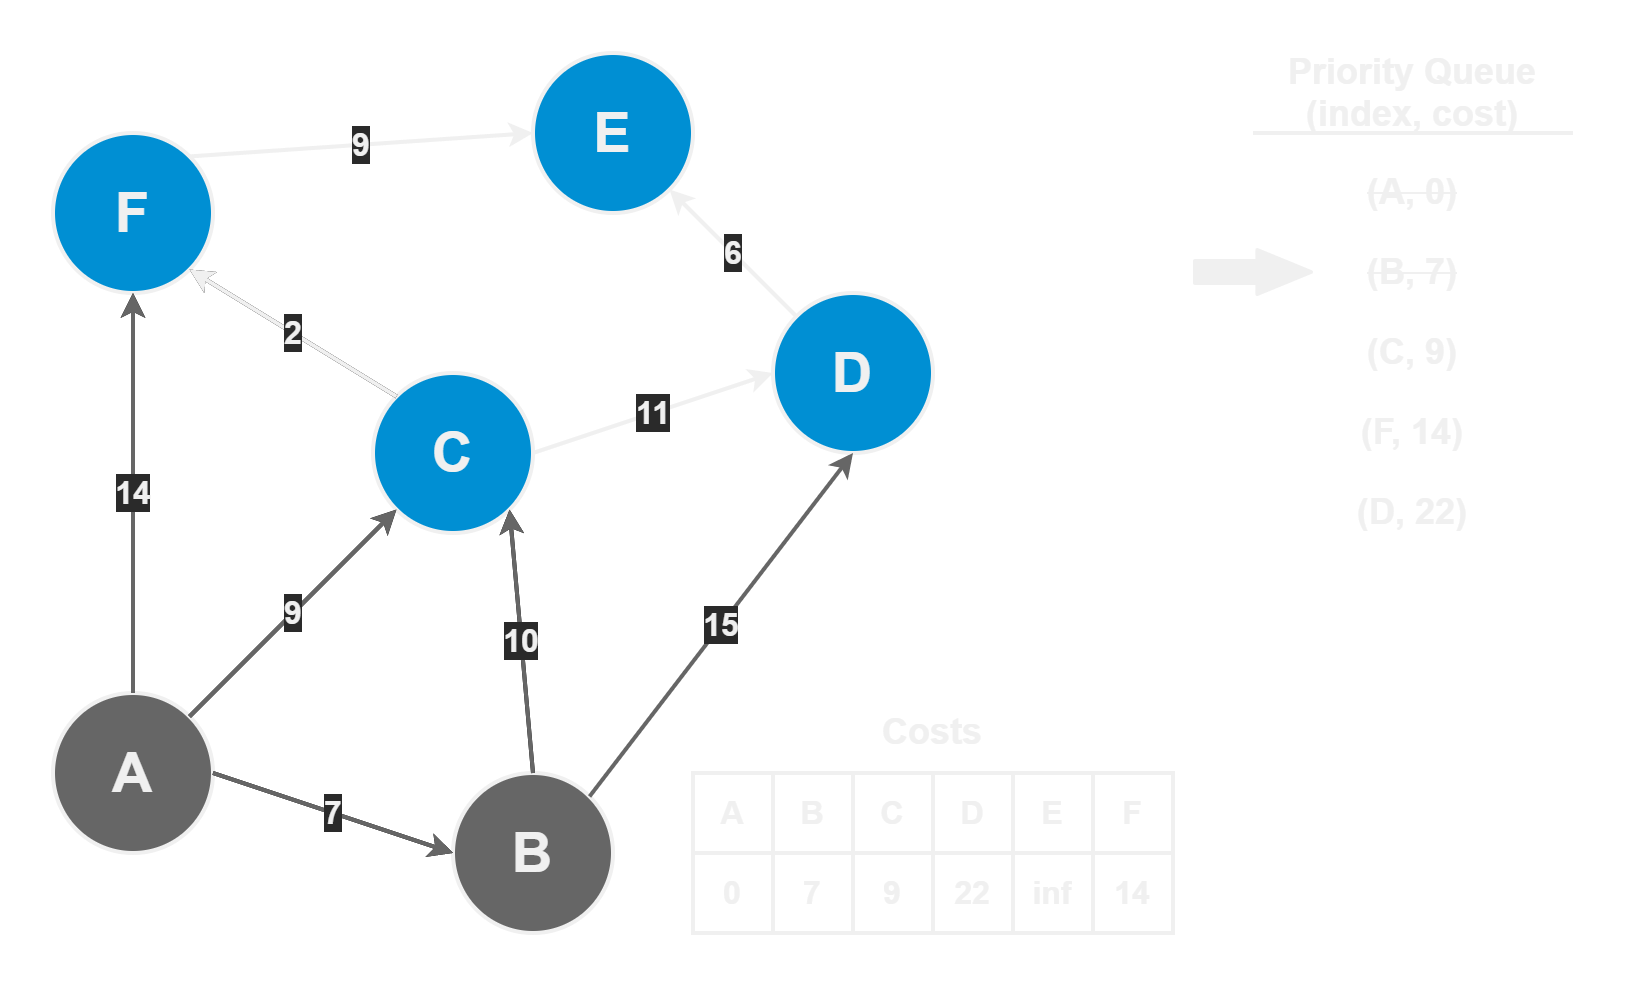 Priority Queue
(index, cost)
E
9
(A, 0)
F
6
(B, 7)
2
(C, 9)
D
11
C
(F, 14)
14
(D, 22)
9
10
15
Costs
A
7
B
A B C D E F
0 7 9 22 inf 14